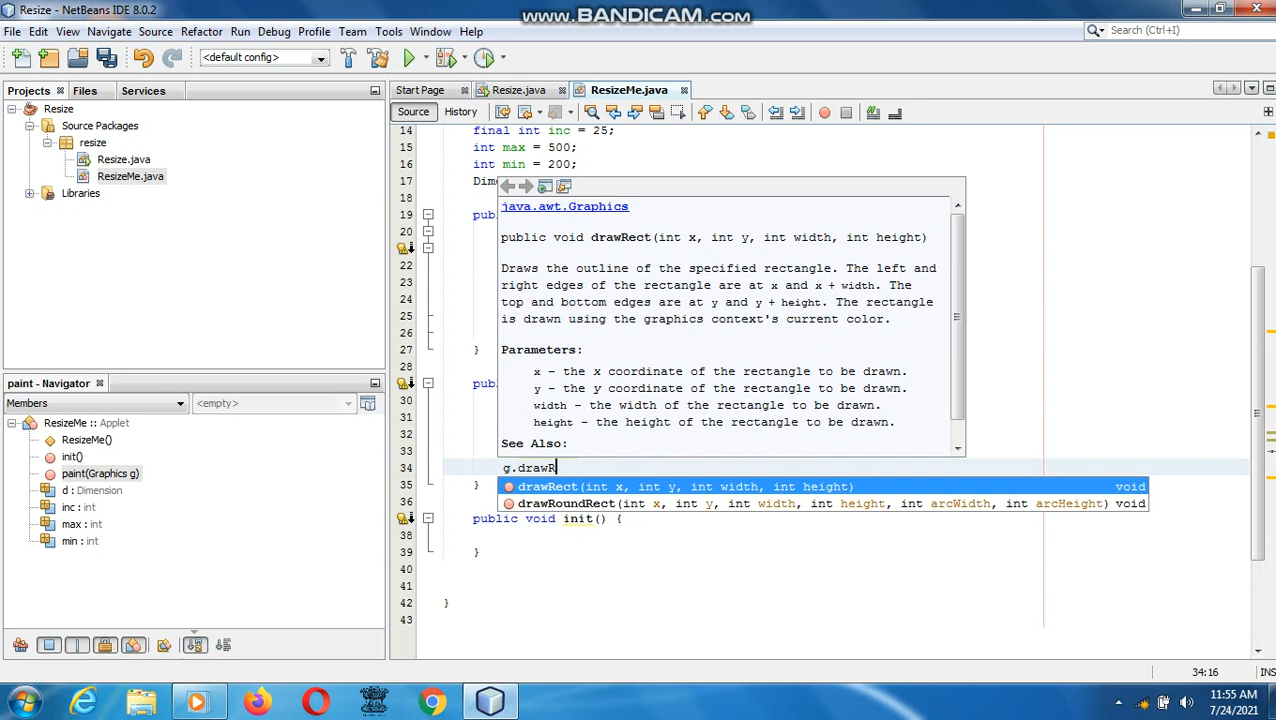 Resize - NetBeans IDE 8.0.2
www.BANDICAM.com
File Edit View Navigate Source Refactor Run Debug Profile Team Tools Window Help
Search (Ctrl+I)
<default config>
Projects Files Services
Start Page Resize.java ResizeMe.java
Source History
Resize
Source Packages
resize
Resize.java
ResizeMe.java
Libraries
14 final int inc = 25;
15 int max = 500;
16 int min = 200;
17 Dim
18
19 pub
20
22
23
24
25
26
27 }
28
pub
30
31
32
33
34 g.drawR
35 }
36
public void init() {
38
39 }
40
41
42 }
43
java.awt.Graphics
public void drawRect(int x, int y, int width, int height)
Draws the outline of the specified rectangle. The left and
right edges of the rectangle are at x and x + width. The
top and bottom edges are at y and y + height. The rectangle
is drawn using the graphics context's current color.
Parameters:
x - the x coordinate of the rectangle to be drawn.
y - the y coordinate of the rectangle to be drawn.
width - the width of the rectangle to be drawn.
height - the height of the rectangle to be drawn.
See Also:
drawRect(int x, int y, int width, int height) void
drawRoundRect(int x, int y, int width, int height, int arcWidth, int arcHeight) void
paint - Navigator
Members <empty>
ResizeMe :: Applet
ResizeMe()
init()
paint(Graphics g)
d : Dimension
inc : int
max : int
min : int
34:16 INS
11:55 AM
7/24/2021